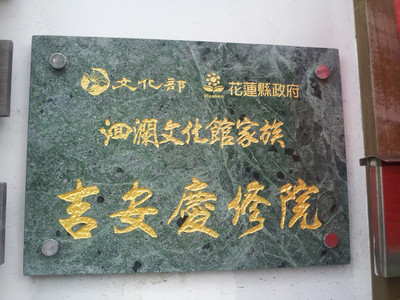 文化部 花蓮縣政府
Hualien
洄瀾文化館家族
吉安慶修院